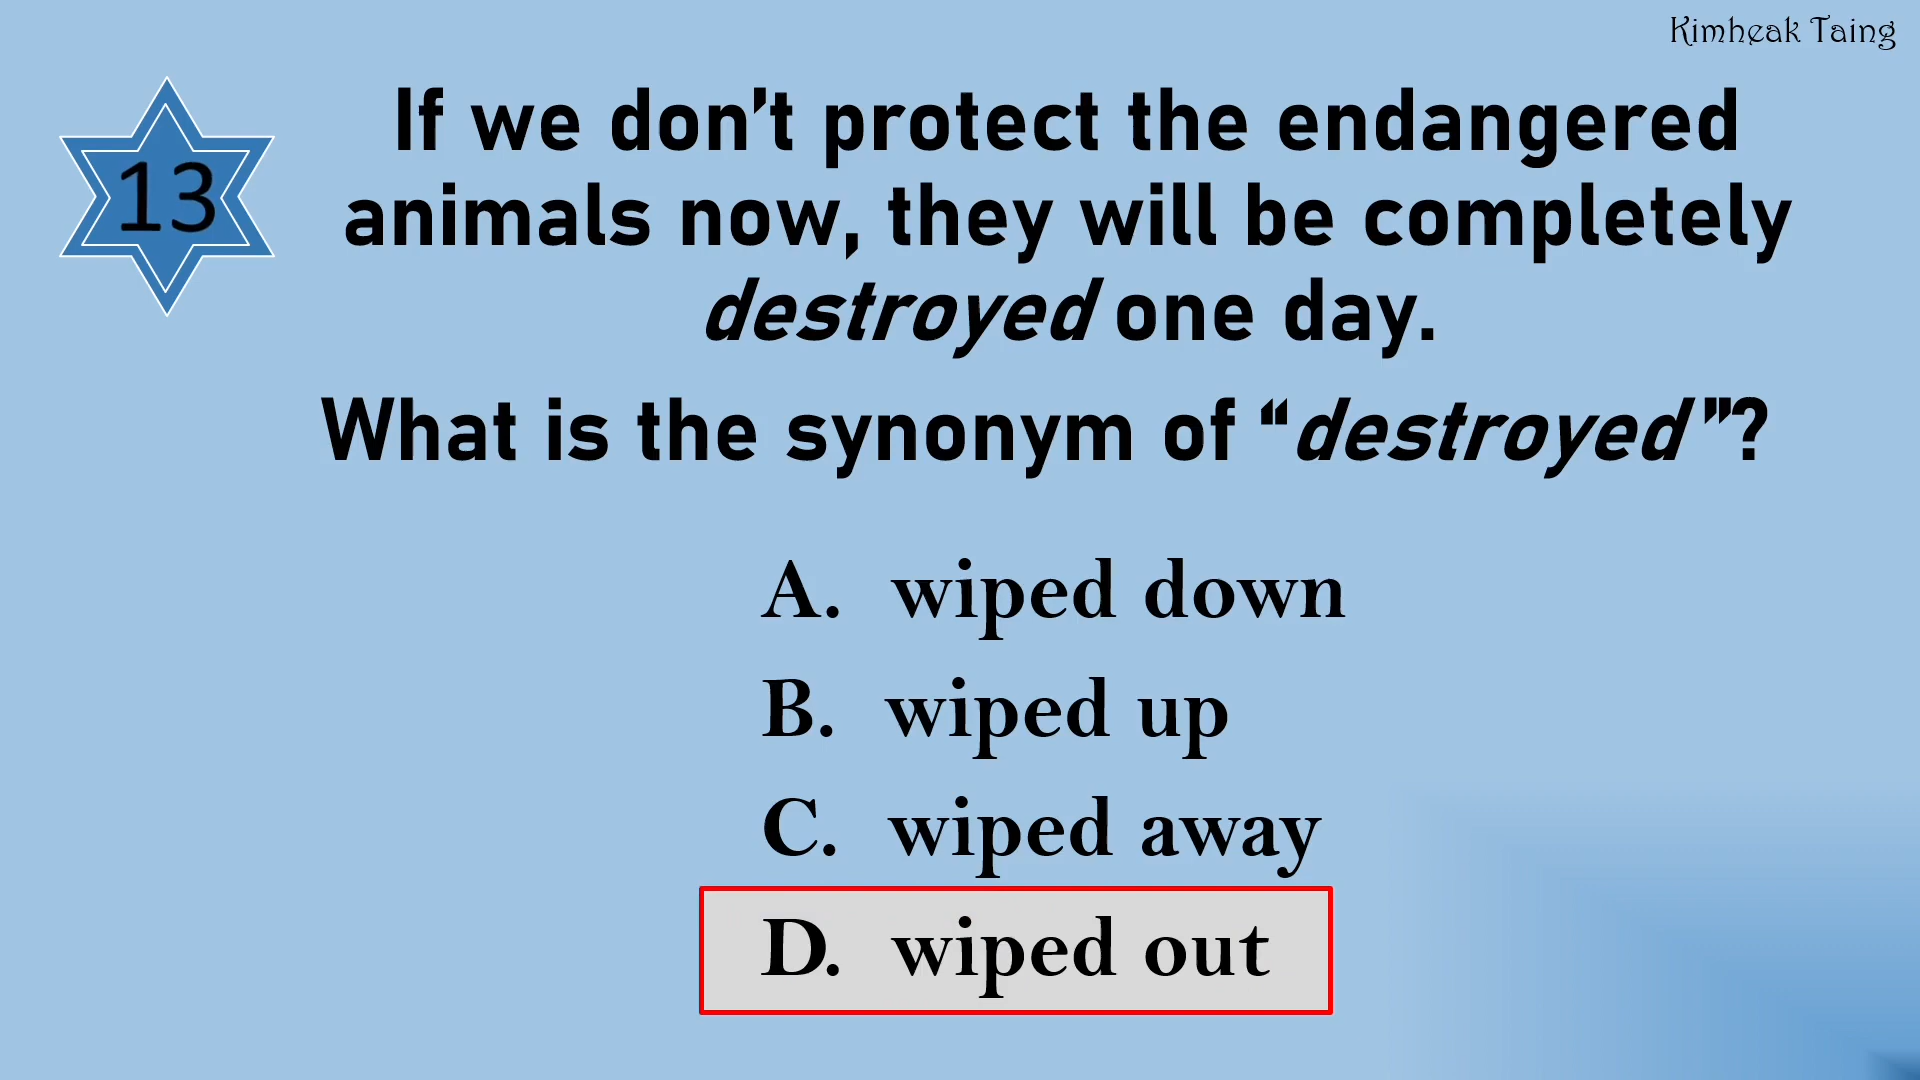 Kimheak Taing
13
If we don't protect the endangered
animals now, they will be completely
destroyed one day.
What is the synonym of “destroyed”?
A. wiped down
B. wiped up
C. wiped away
D. wiped out